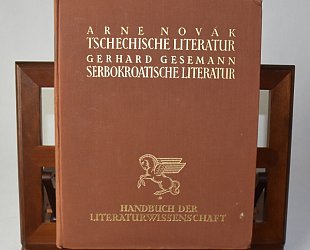 ARNE NOVÁK
TSCHECHISCHE LITERATUR
GERHARD GESEMANN
SERBOKROATISCHE LITERATUR
HANDBUCH DER
LITERATURWISSENSCHAFT